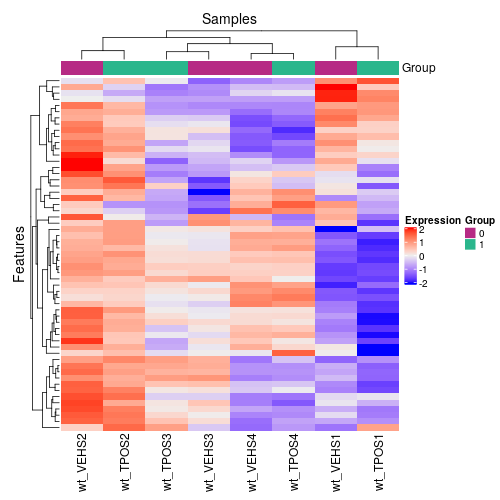 Samples
Group
Features
Expression Group
2
1
0
-1
-2
0
1
wt_VEHS2
wt_TPOS2
wt_TPOS3
wt_VEHS3
wt_VEHS4
wt_TPOS4
wt_VEHS1
wt_TPOS1